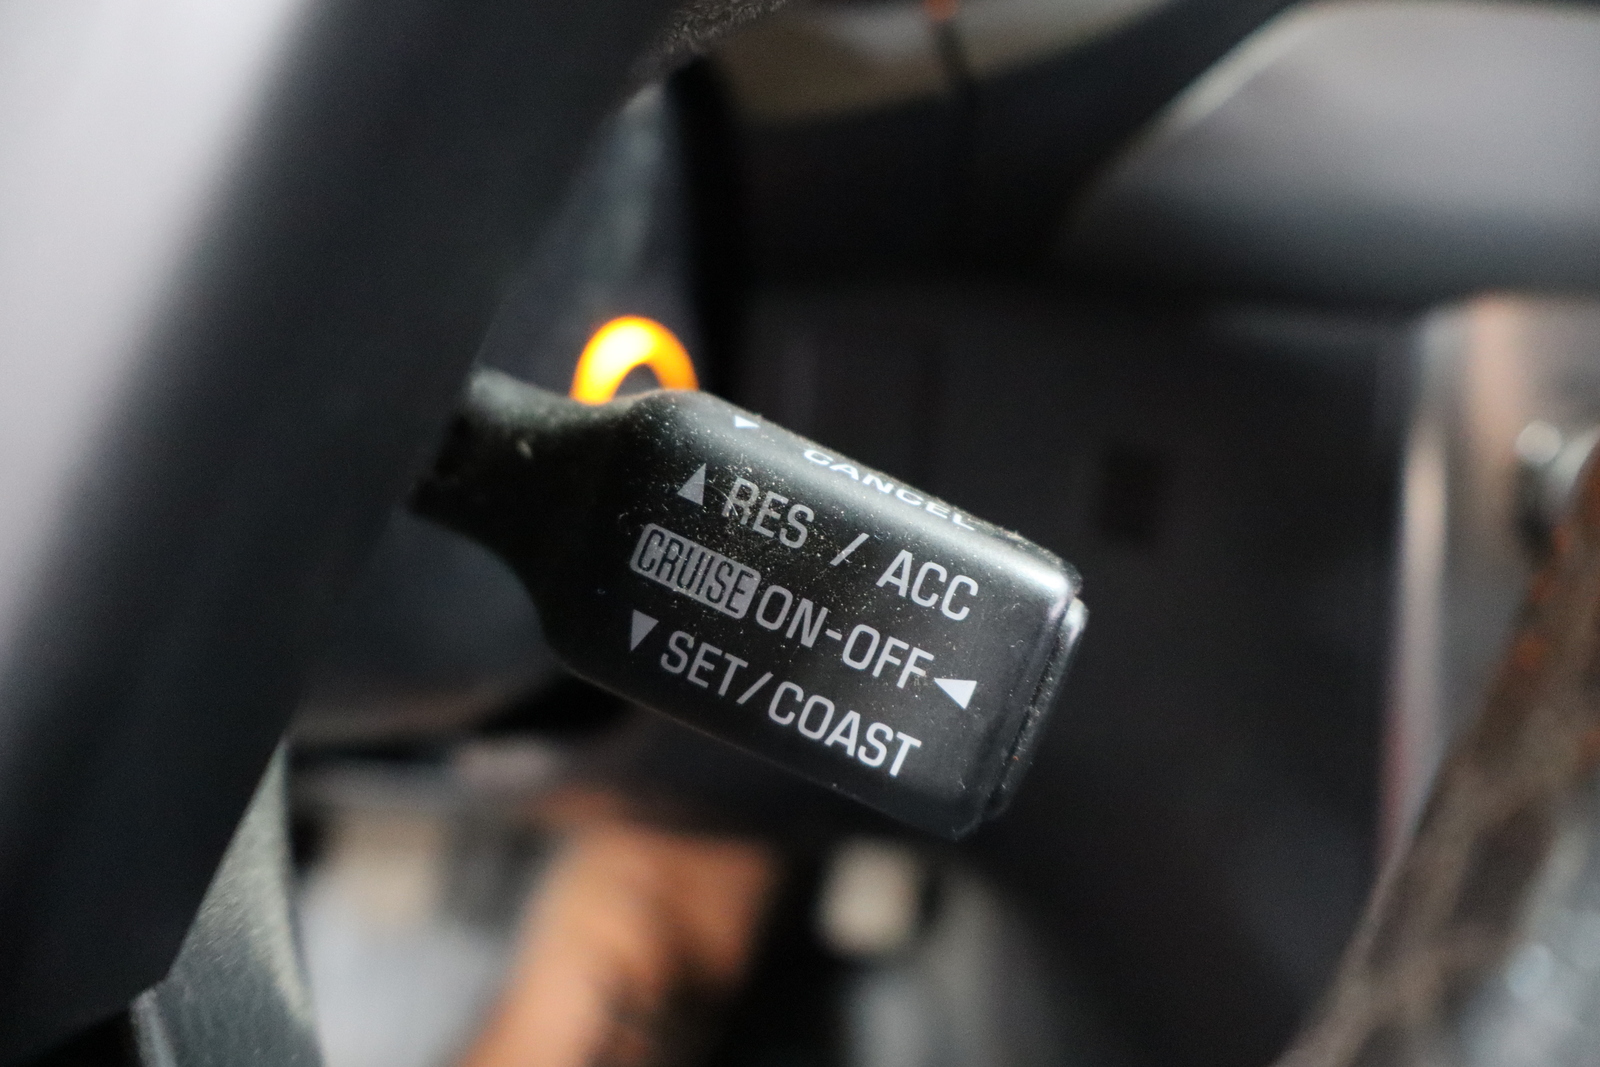 CANCEL
RES / ACC
CRUISE ON-OFF
SET/COAST